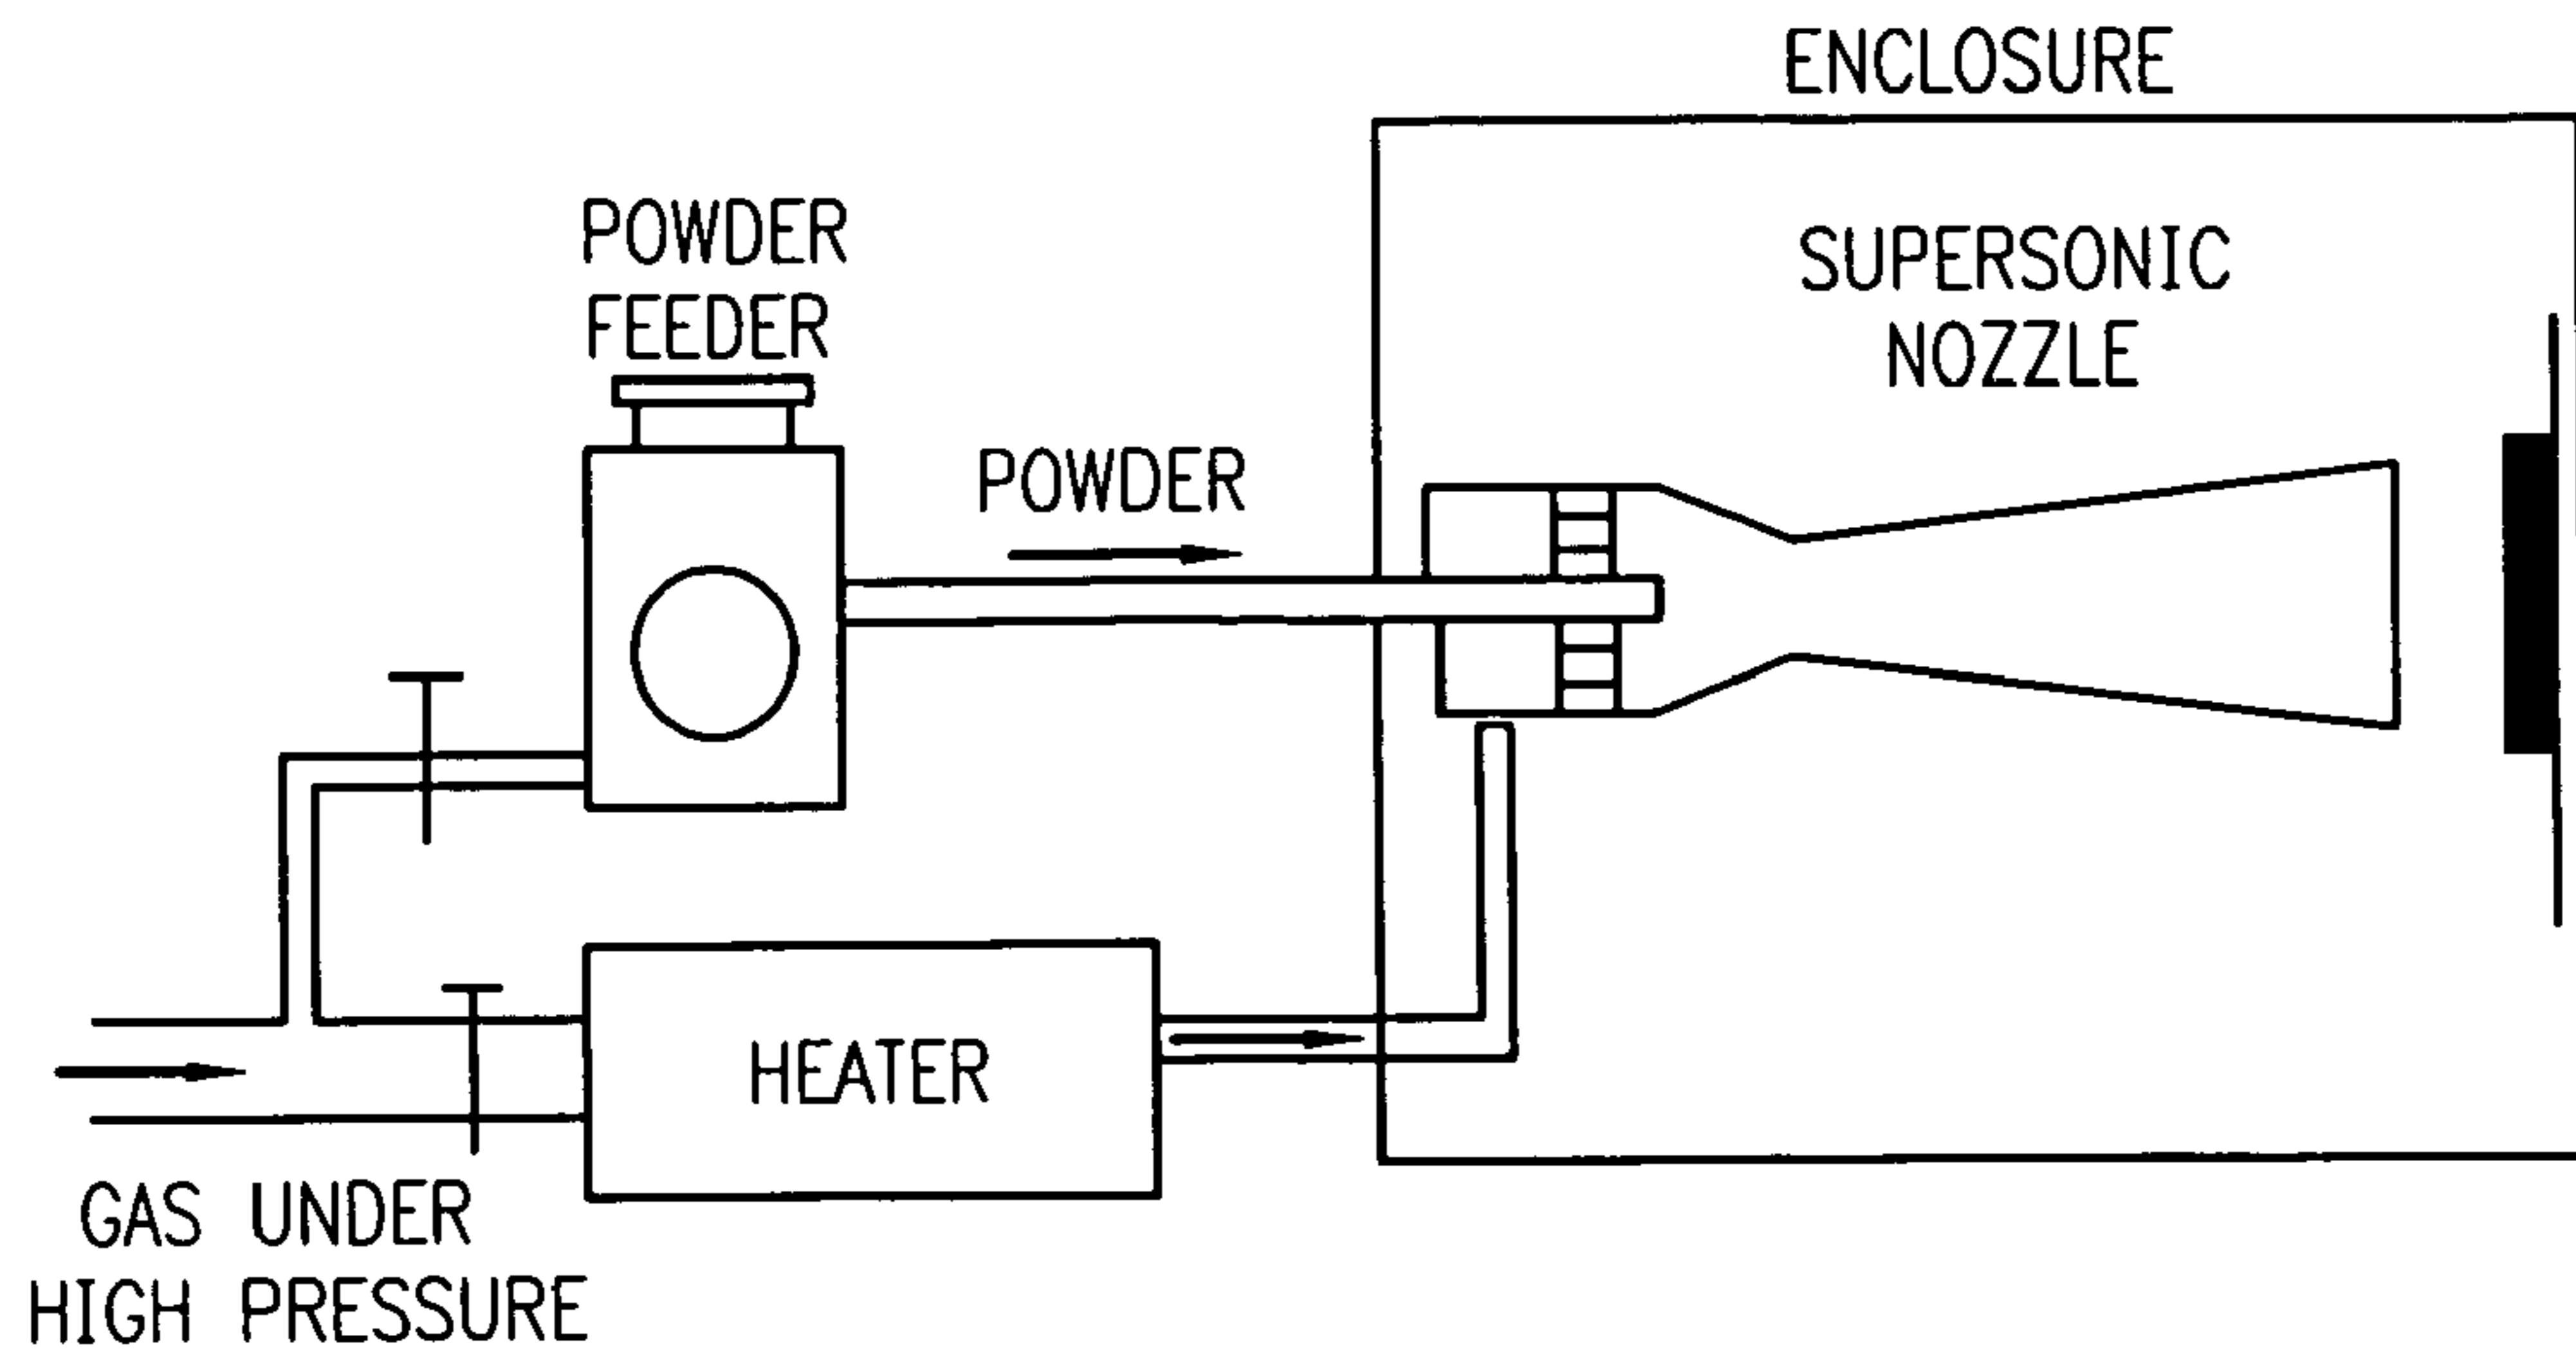 ENCLOSURE
POWDER
FEEDER
SUPERSONIC
NOZZLE
POWDER
HEATER
GAS UNDER
HIGH PRESSURE